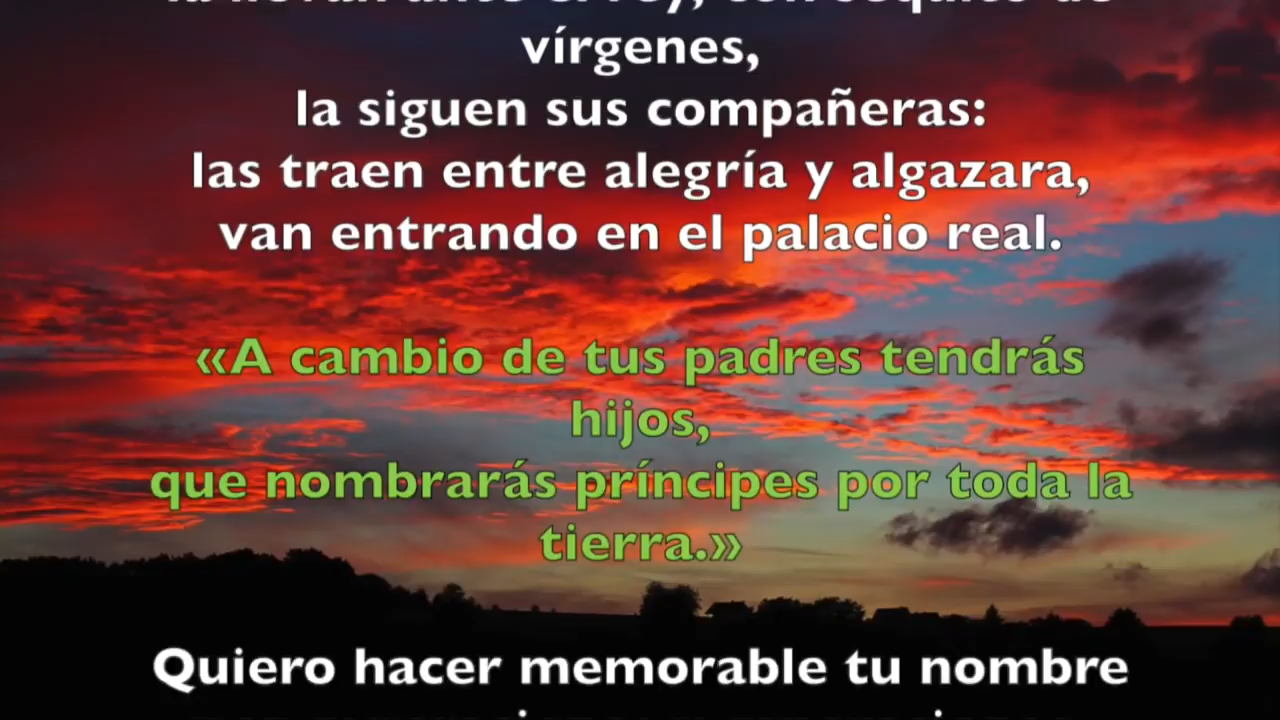 vírgenes,
la siguen sus compañeras:
las traen entre alegría y algazara,
van entrando en el palacio real.
«A cambio de tus padres tendrás
hijos,
que nombrarás príncipes por toda la
tierra.»
Quiero hacer memorable tu nombre